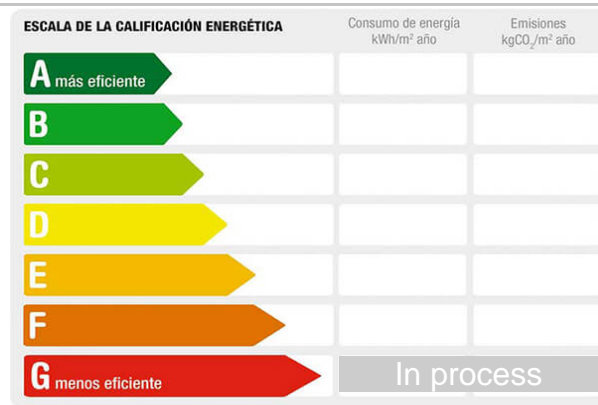 ESCALA DE LA CALIFICACIÓN ENERGÉTICA
Consumo de energía
kWh/m² año
Emisiones
kgCO₂/m² año
A más eficiente
B
C
D
E
F
G menos eficiente
In process